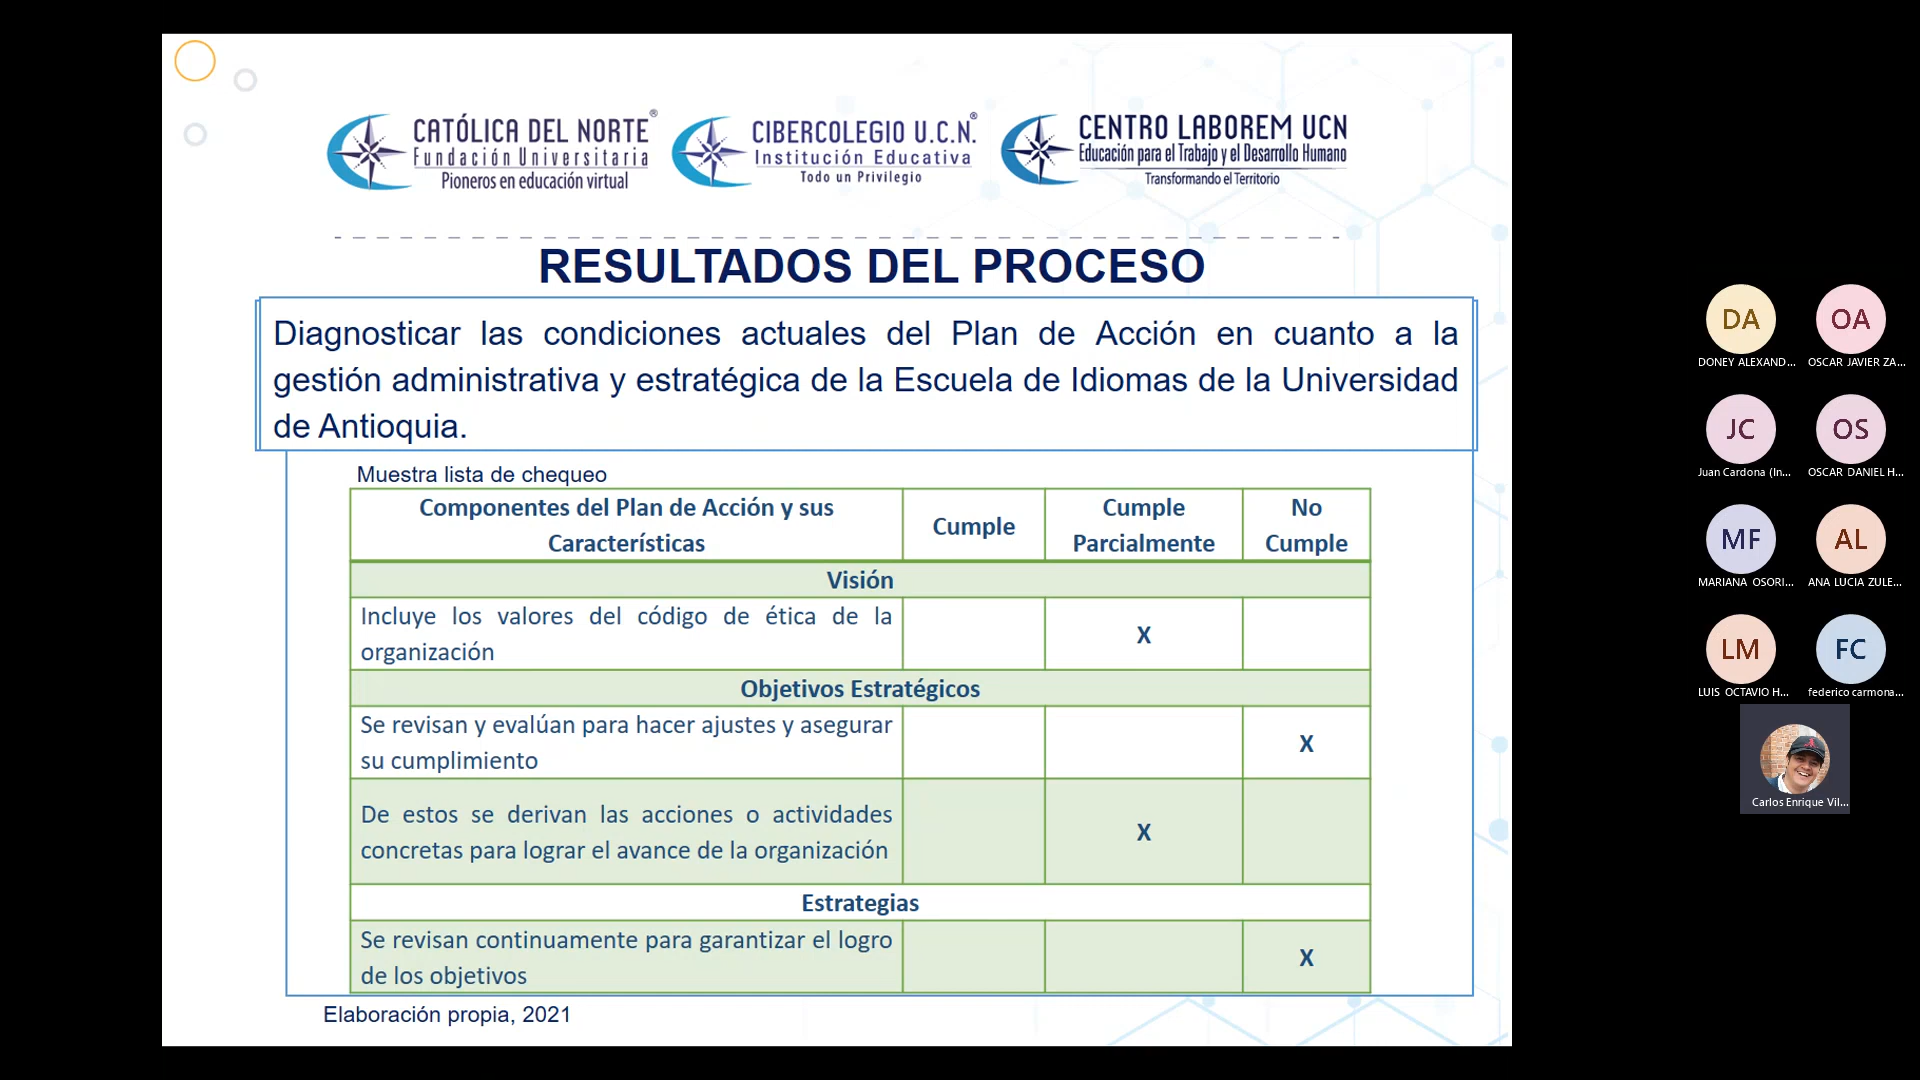 CATÓLICA DEL NORTE®
Fundación Universitaria
Pioneros en educación virtual
CIBERCOLEGIO U.C.N.®
Institución Educativa
Todo un Privilegio
CENTRO LABOREM UCN
Educación para el Trabajo y el Desarrollo Humano
Transformando el Territorio
RESULTADOS DEL PROCESO
Diagnosticar las condiciones actuales del Plan de Acción en cuanto a la
gestión administrativa y estratégica de la Escuela de Idiomas de la Universidad
de Antioquia.
Muestra lista de chequeo
Componentes del Plan de Acción y sus
Características
Cumple
Cumple
Parcialmente
No
Cumple
Visión
Incluye los valores del código de ética de la
organización
X
Objetivos Estratégicos
Se revisan y evalúan para hacer ajustes y asegurar
su cumplimiento
X
De estos se derivan las acciones o actividades
concretas para lograr el avance de la organización
X
Estrategias
Se revisan continuamente para garantizar el logro
de los objetivos
X
Elaboración propia, 2021
DA
DONEY ALEXAND...
OA
OSCAR JAVIER ZA...
JC
Juan Cardona (In...
OS
OSCAR DANIEL H...
MF
MARIANA OSORI...
AL
ANA LUCIA ZULE...
LM
LUIS OCTAVIO H...
FC
federico carmona...
Carlos Enrique Vil...